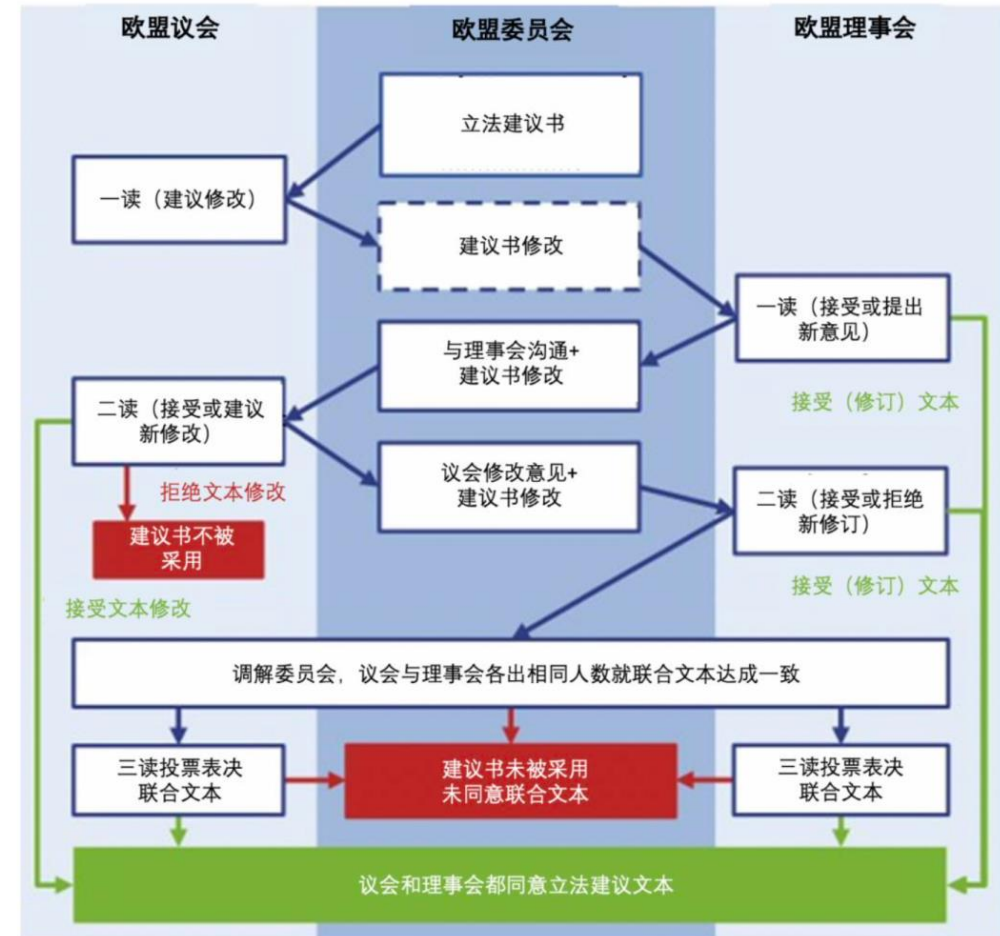 欧盟议会
欧盟委员会
欧盟理事会
立法建议书
一读（建议修改）
建议书修改
一读（接受或提出
新意见）
与理事会沟通+
建议书修改
接受（修订）文本
二读（接受或建议
新修改）
议会修改意见+
建议书修改
二读（接受或拒绝
新修订）
拒绝文本修改
建议书不被
采用
接受（修订）文本
接受文本修改
调解委员会，议会与理事会各出相同人数就联合文本达成一致
三读投票表决
联合文本
建议书未被采用
未同意联合文本
三读投票表决
联合文本
议会和理事会都同意立法建议文本